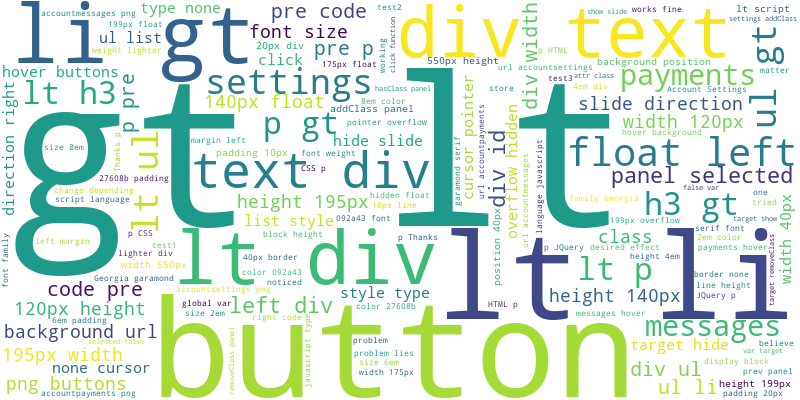 accountmessages png
type none
pre code
test2
show slide
works fine
lt script
199px float
li
gt
font size
div text
settings addClass
ul list
weight lighter
20px div
pre p
working
click function
p HTML
gt
hover buttons
click
175px float
550px height
div width
background position
url accountsettings
matter
settings
test3
attr class
payments
Account Settings
lt h3
p pre
140px float
8em color
hasClass panel
store
4em div
ul
direction right
gt
addClass panel
lt
slide direction
p gt
pointer overflow
cursor pointer
width 120px
hover background
size 8em
Thanks p
lt ul
margin left
hide slide
garamond serif
url accountpayments
div id
overflow hidden
language javascript
float left
padding 10px
font weight
text div
CSS p
27608b padding
panel selected
false var
change depending
script language
height 195px
hidden float
10px line
family Georgia
h3 gt
one
tried
width 40px
list style
092a43 font
199px overflow
target show
p CSS
test1
block height
p Thanks
class
serif font
2em color
left margin
lighter div
width 550px
lt div
position 40px
url accountmessages
lt li
p JQuery
desired effect
payments hover
font family
40px border
height 4em
lt p
Georgia garamond
color 092a43
noticed
border none
line height
JQuery p
target removeClass
code pre
accountsettings png
style type
HTML p
height 140px
120px height
global var
size 2em
left div
color 27608b
messages hover
6em padding
button
right code
messages
background url
removeClass panel
javascript type
problem
target hide
believe
var target
selected false
195px width
problem lies
display block
none cursor
size 6em
div ul
prev panel
width 175px
png buttons
accountpayments png
ul li
height 199px
padding 20px